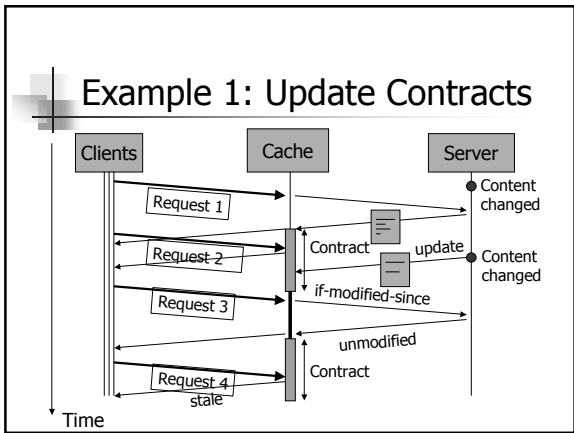 Example 1: Update Contracts
Clients
Cache
Server
Content
changed
Request 1
Contract
update
Request 2
Content
changed
if-modified-since
Request 3
unmodified
Contract
Request 4
stale
Time